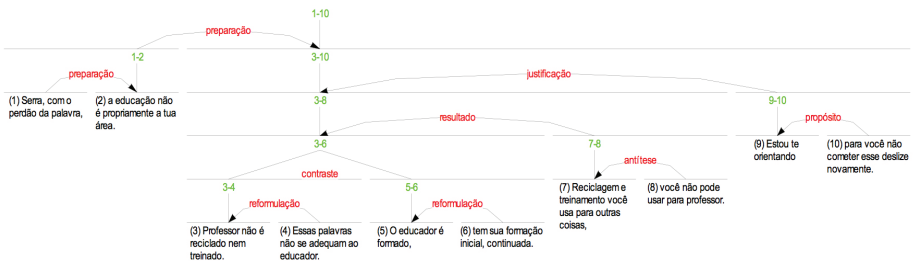 1-10
preparação
1-2
3-10
preparação
justificação
(1) Serra, com o
perdão da palavra,
(2) a educação não
é propriamente a tua
área.
3-8
9-10
resultado
propósito
3-6
7-8
(9) Estou te
orientando
(10) para você não
cometer esse deslize
novamente.
contraste
antítese
3-4
5-6
(7) Reciclagem e
treinamento você
usa para outras
coisas,
(8) você não pode
usar para professor.
reformulação
reformulação
(3) Professor não é
reciclado nem
treinado.
(4) Essas palavras
não se adequam ao
educador.
(5) O educador é
formado,
(6) tem sua formação
inicial, continuada.